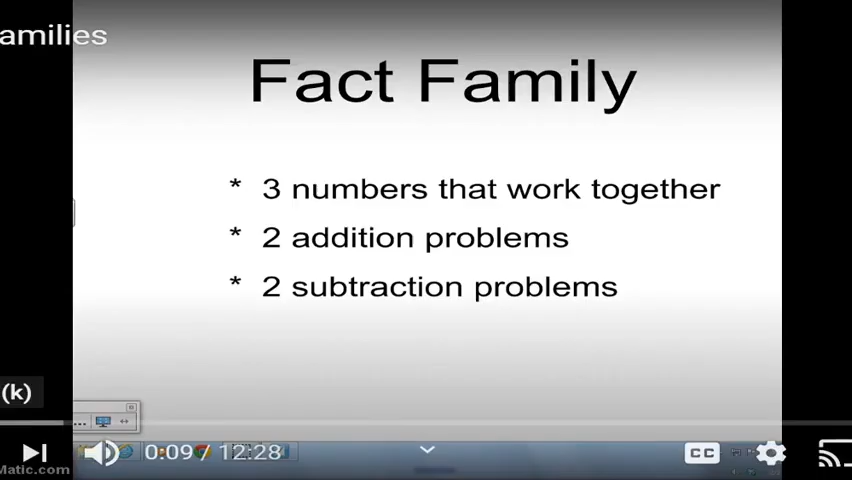 amilies
Fact Family
* 3 numbers that work together
* 2 addition problems
* 2 subtraction problems
(k)
...
0:09 / 12:28
CC
Matic.com